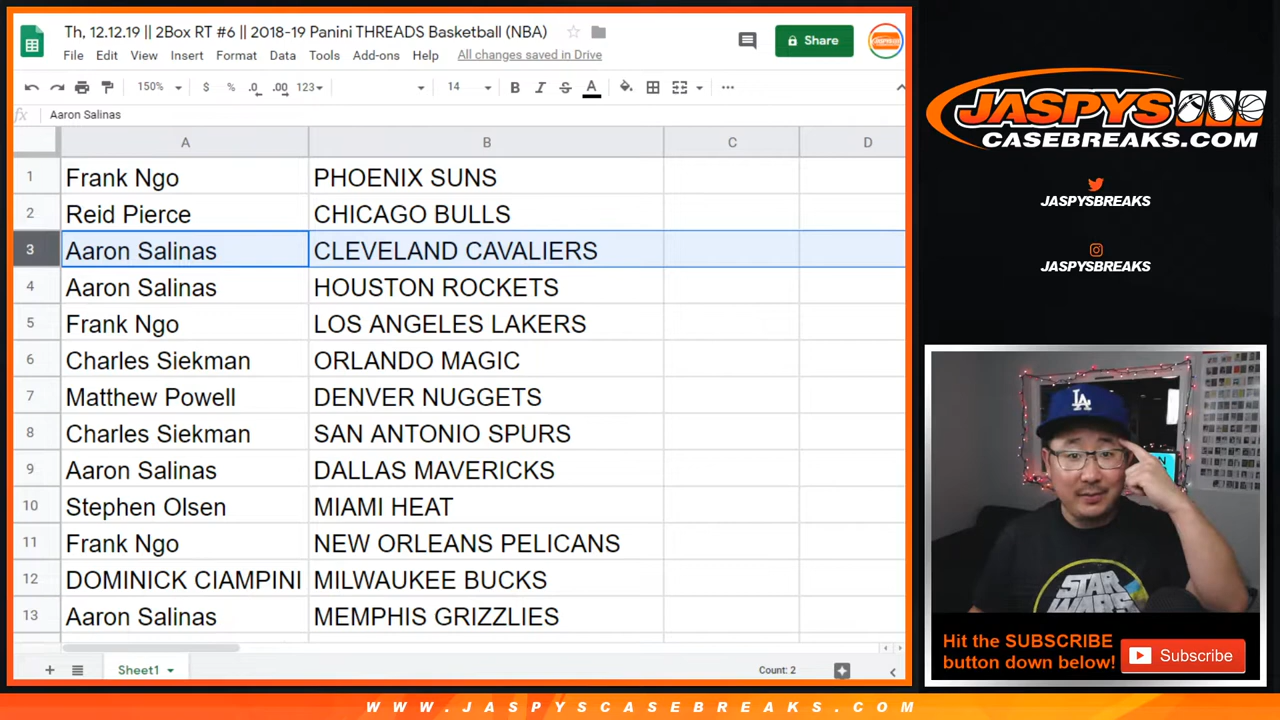 Th, 12.12.19 || 2Box RT #6 || 2018-19 Panini THREADS Basketball (NBA)
File Edit View Insert Format Data Tools Add-ons Help All changes saved in Drive
Share
150% $ % .0 .00 123 14 B I S A
fx Aaron Salinas
A B C D
1 Frank Ngo PHOENIX SUNS
2 Reid Pierce CHICAGO BULLS
3 Aaron Salinas CLEVELAND CAVALIERS
4 Aaron Salinas HOUSTON ROCKETS
5 Frank Ngo LOS ANGELES LAKERS
6 Charles Siekman ORLANDO MAGIC
7 Matthew Powell DENVER NUGGETS
8 Charles Siekman SAN ANTONIO SPURS
9 Aaron Salinas DALLAS MAVERICKS
10 Stephen Olsen MIAMI HEAT
11 Frank Ngo NEW ORLEANS PELICANS
12 DOMINICK CIAMPINI MILWAUKEE BUCKS
13 Aaron Salinas MEMPHIS GRIZZLIES
Sheet1
Count: 2
JASPYS
CASEBREAKS.COM
JASPYSBREAKS
JASPYSBREAKS
LA
STAR
WARS
Hit the SUBSCRIBE
button down below!
Subscribe
WWW.JASPYSCASEBREAKS.COM